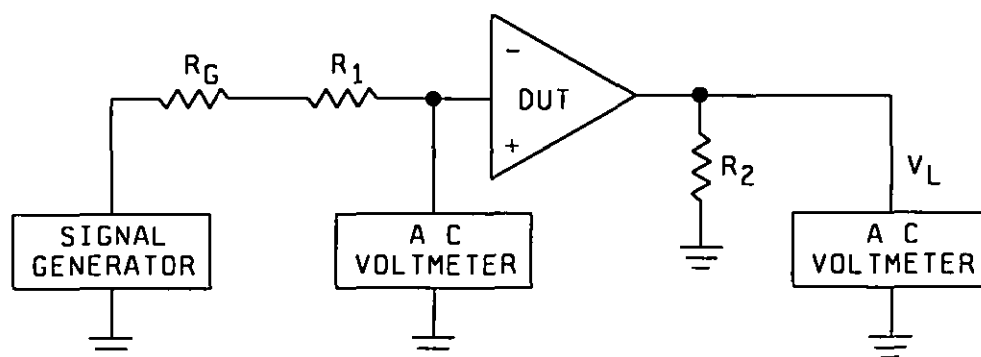 R_G
R_1
-
DUT
+
R_2
V_L
SIGNAL
GENERATOR
A C
VOLTMETER
A C
VOLTMETER